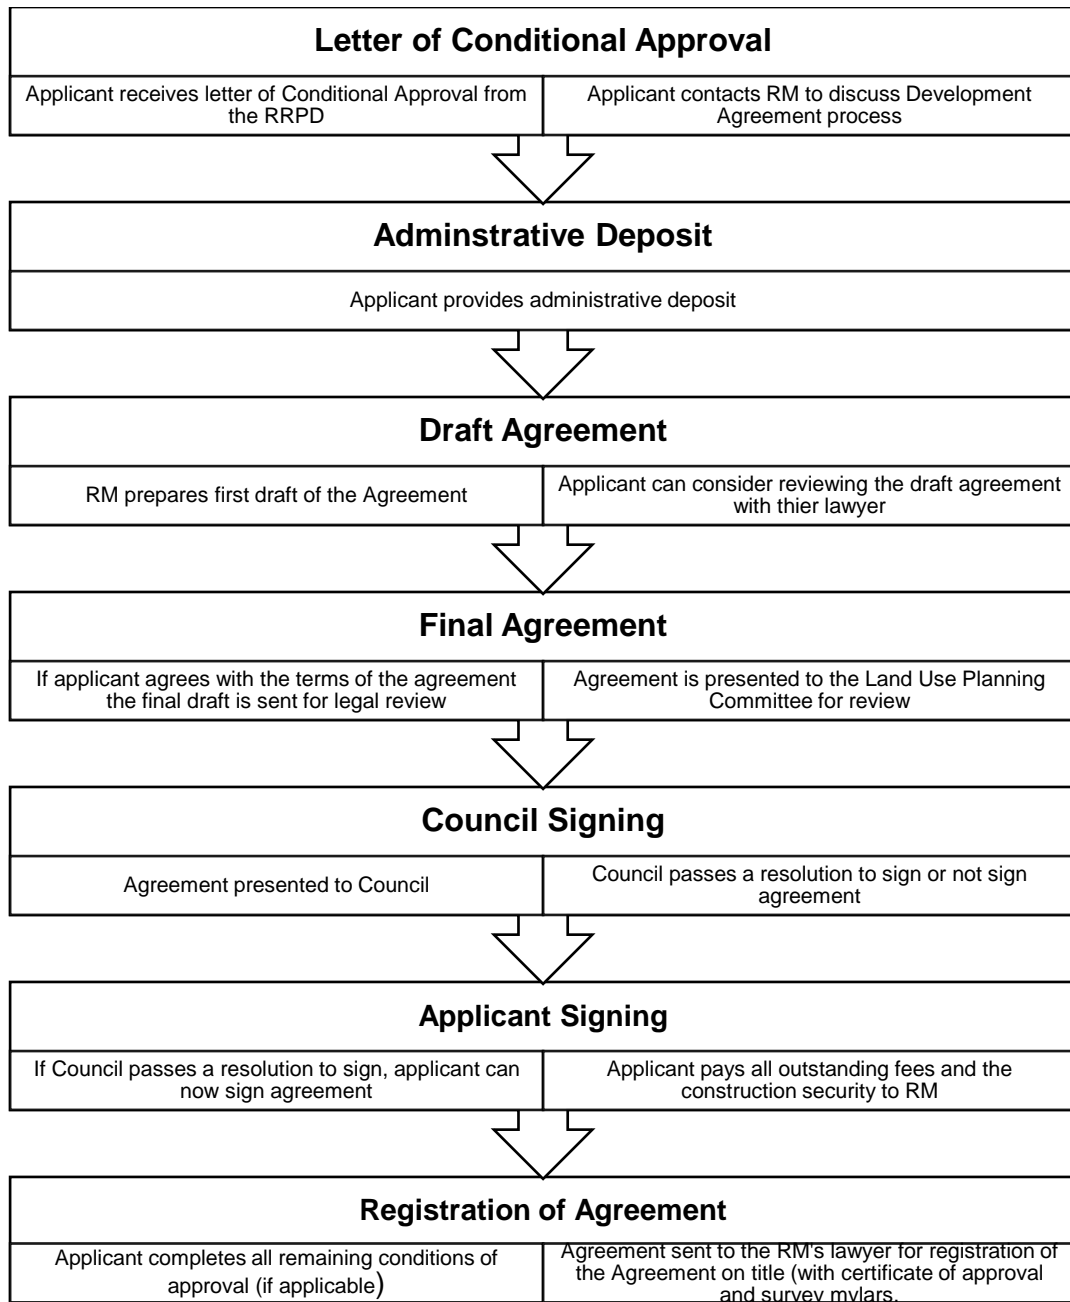 Letter of Conditional Approval
Applicant receives letter of Conditional Approval from
the RRPD
Applicant contacts RM to discuss Development
Agreement process
Adminstrative Deposit
Applicant provides administrative deposit
Draft Agreement
RM prepares first draft of the Agreement
Applicant can consider reviewing the draft agreement
with thier lawyer
Final Agreement
If applicant agrees with the terms of the agreement
the final draft is sent for legal review
Agreement is presented to the Land Use Planning
Committee for review
Council Signing
Agreement presented to Council
Council passes a resolution to sign or not sign
agreement
Applicant Signing
If Council passes a resolution to sign, applicant can
now sign agreement
Applicant pays all outstanding fees and the
construction security to RM
Registration of Agreement
Applicant completes all remaining conditions of
approval (if applicable)
Agreement sent to the RM's lawyer for registration of
the Agreement on title (with certificate of approval
and survey mylars.